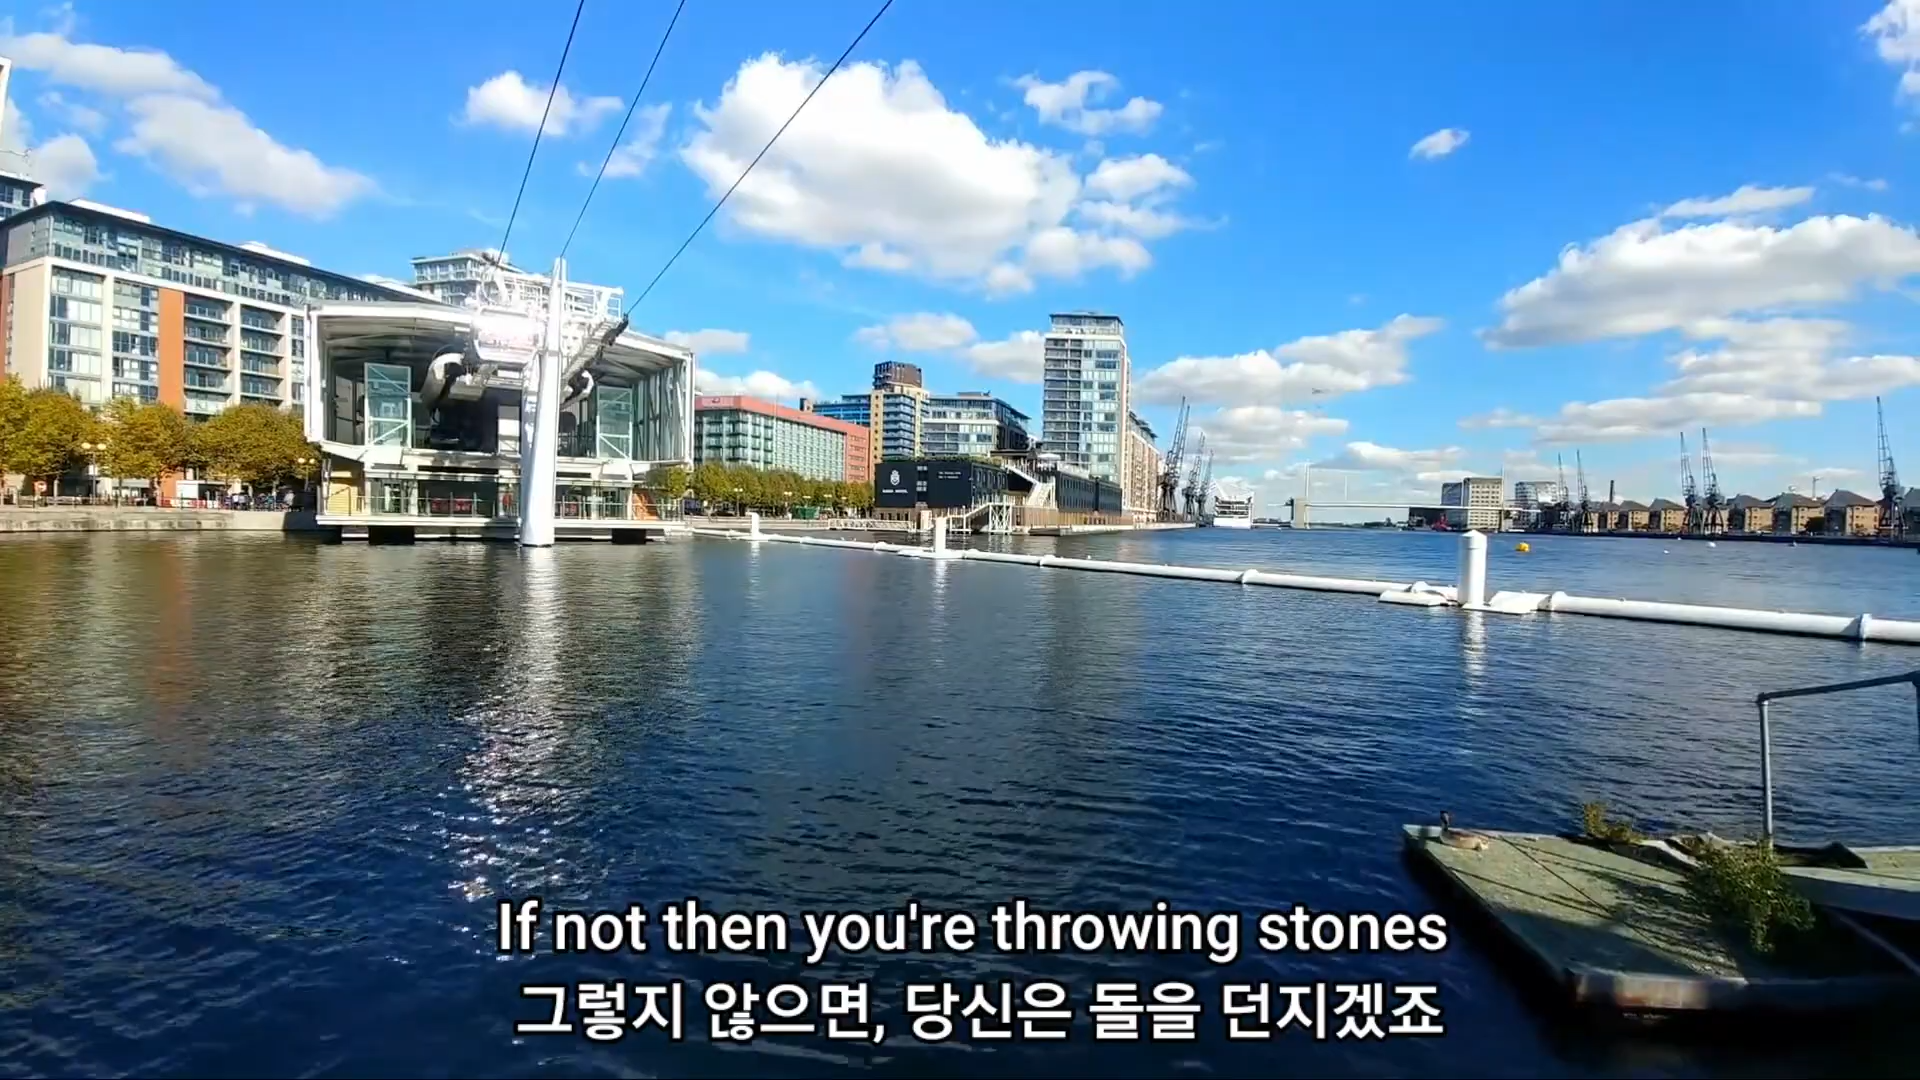 If not then you're throwing stones
그렇지 않으면, 당신은 돌을 던지겠죠